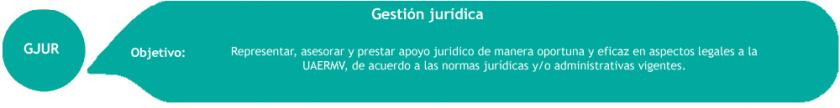 Gestión jurídica
GJUR
Objetivo:
Representar, asesorar y prestar apoyo jurídico de manera oportuna y eficaz en aspectos legales a la
UAERMV, de acuerdo a las normas jurídicas y/o administrativas vigentes.